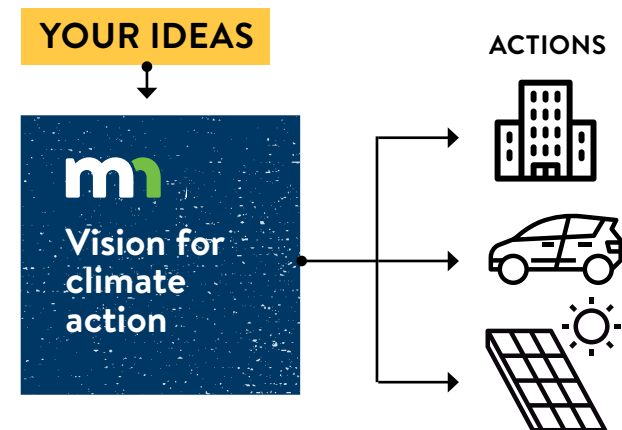 YOUR IDEAS
ACTIONS
mn
Vision for
climate
action